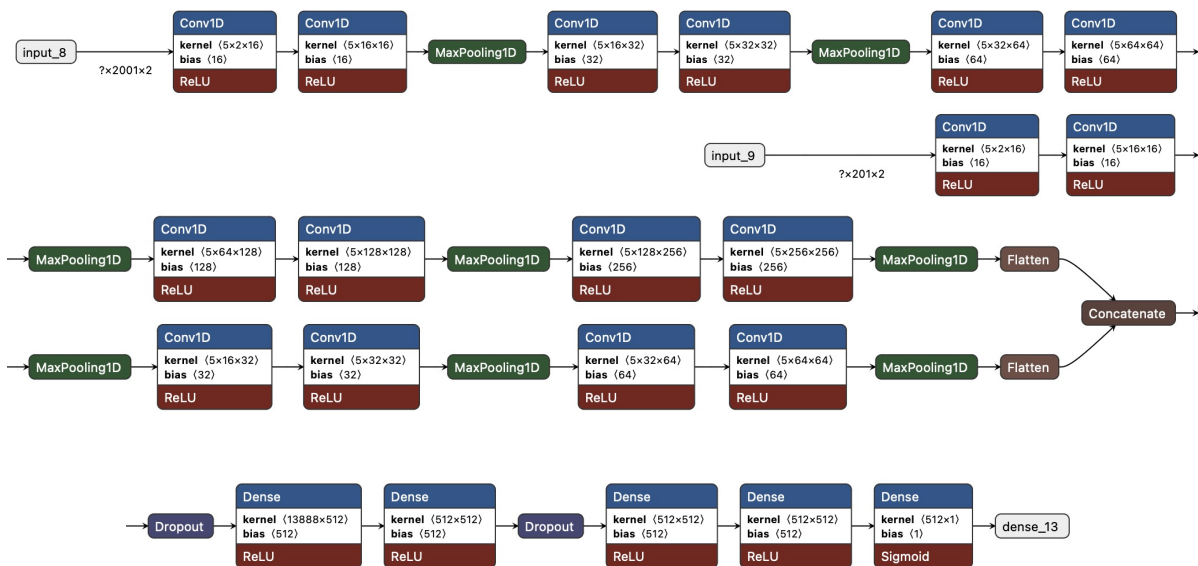 input_8
?×2001×2
Conv1D
kernel ⟨5×2×16⟩
bias ⟨16⟩
ReLU
Conv1D
kernel ⟨5×16×16⟩
bias ⟨16⟩
ReLU
MaxPooling1D
Conv1D
kernel ⟨5×16×32⟩
bias ⟨32⟩
ReLU
Conv1D
kernel ⟨5×32×32⟩
bias ⟨32⟩
ReLU
MaxPooling1D
Conv1D
kernel ⟨5×32×64⟩
bias ⟨64⟩
ReLU
Conv1D
kernel ⟨5×64×64⟩
bias ⟨64⟩
ReLU
input_9
?×201×2
Conv1D
kernel ⟨5×2×16⟩
bias ⟨16⟩
ReLU
Conv1D
kernel ⟨5×16×16⟩
bias ⟨16⟩
ReLU
MaxPooling1D
Conv1D
kernel ⟨5×64×128⟩
bias ⟨128⟩
ReLU
Conv1D
kernel ⟨5×128×128⟩
bias ⟨128⟩
ReLU
MaxPooling1D
Conv1D
kernel ⟨5×128×256⟩
bias ⟨256⟩
ReLU
Conv1D
kernel ⟨5×256×256⟩
bias ⟨256⟩
ReLU
MaxPooling1D
Flatten
Concatenate
MaxPooling1D
Conv1D
kernel ⟨5×16×32⟩
bias ⟨32⟩
ReLU
Conv1D
kernel ⟨5×32×32⟩
bias ⟨32⟩
ReLU
MaxPooling1D
Conv1D
kernel ⟨5×32×64⟩
bias ⟨64⟩
ReLU
Conv1D
kernel ⟨5×64×64⟩
bias ⟨64⟩
ReLU
MaxPooling1D
Flatten
Dropout
Dense
kernel ⟨13888×512⟩
bias ⟨512⟩
ReLU
Dense
kernel ⟨512×512⟩
bias ⟨512⟩
ReLU
Dropout
Dense
kernel ⟨512×512⟩
bias ⟨512⟩
ReLU
Dense
kernel ⟨512×512⟩
bias ⟨512⟩
ReLU
Dense
kernel ⟨512×1⟩
bias ⟨1⟩
Sigmoid
dense_13